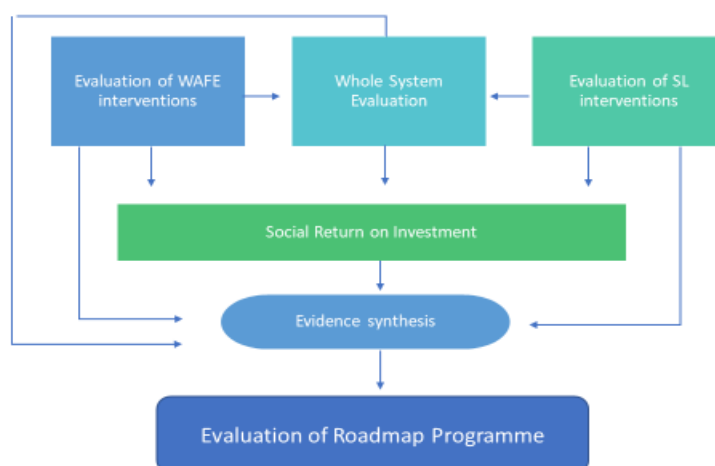 Evaluation of WAFE
interventions
Whole System
Evaluation
Evaluation of SL
interventions
Social Return on Investment
Evidence synthesis
Evaluation of Roadmap Programme